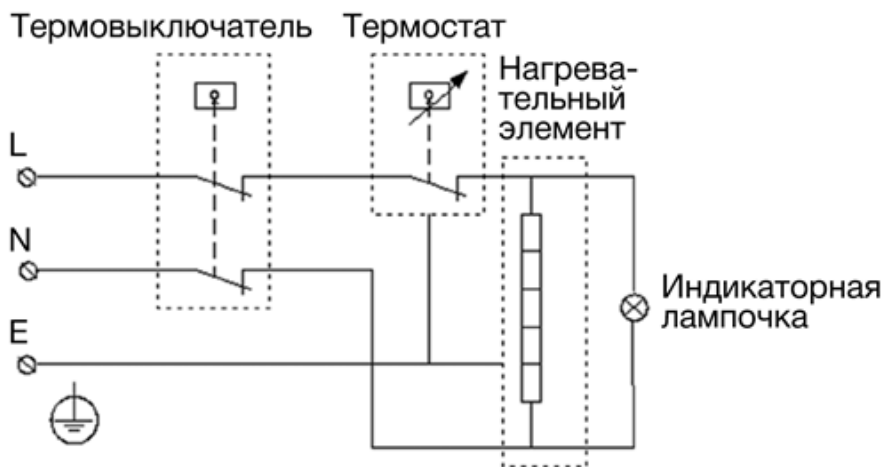 Термовыключатель
Термостат
Нагрева-
тельный
элемент
L
N
E
Индикаторная
лампочка